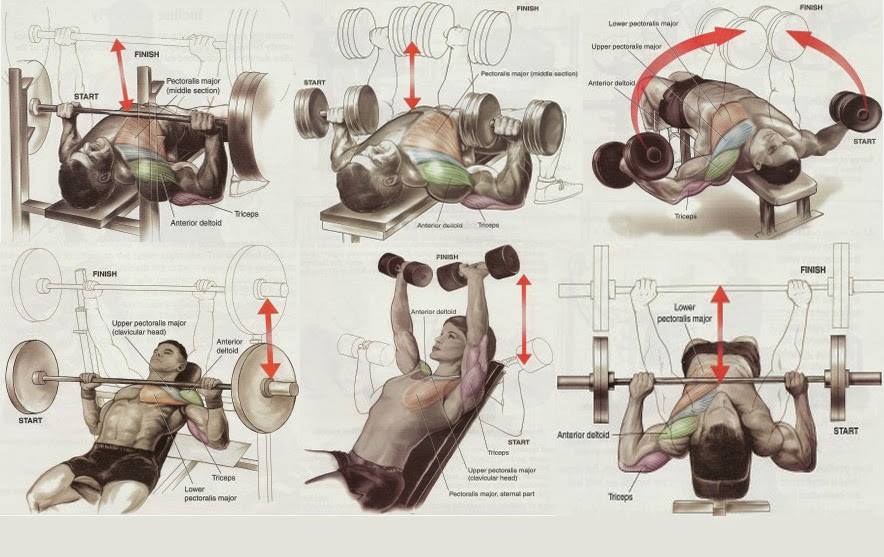 FINISH
START
Pectoralis major
(middle section)
Anterior deltoid
Triceps
FINISH
START
Pectoralis major (middle section)
Anterior deltoid
Triceps
FINISH
Lower pectoralis major
Upper pectoralis major
Anterior deltoid
START
Triceps
FINISH
Upper pectoralis major
(clavicular head)
Anterior
deltoid
START
Triceps
Lower
pectoralis major
FINISH
Anterior deltoid
START
Triceps
Upper pectoralis major
(clavicular head)
Pectoralis major, sternal part
FINISH
Lower
pectoralis major
Anterior deltoid
START
Triceps